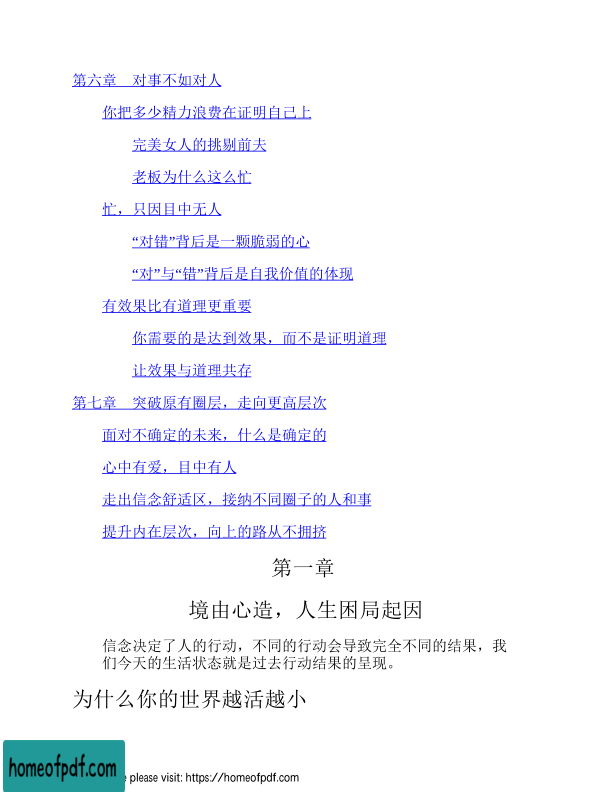 第六章　对事不如对人
你把多少精力浪费在证明自己上
完美女人的挑剔前夫
老板为什么这么忙
忙，只因目中无人
“对错”背后是一颗脆弱的心
“对”与“错”背后是自我价值的体现
有效果比有道理更重要
你需要的是达到效果，而不是证明道理
让效果与道理共存
第七章　突破原有圈层，走向更高层次
面对不确定的未来，什么是确定的
心中有爱，目中有人
走出信念舒适区，接纳不同圈子的人和事
提升内在层次，向上的路从不拥挤
第一章
境由心造，人生困局起因
信念决定了人的行动，不同的行动会导致完全不同的结果，我
们今天的生活状态就是过去行动结果的呈现。
为什么你的世界越活越小
homeofpdf.com
please visit: https://homeofpdf.com